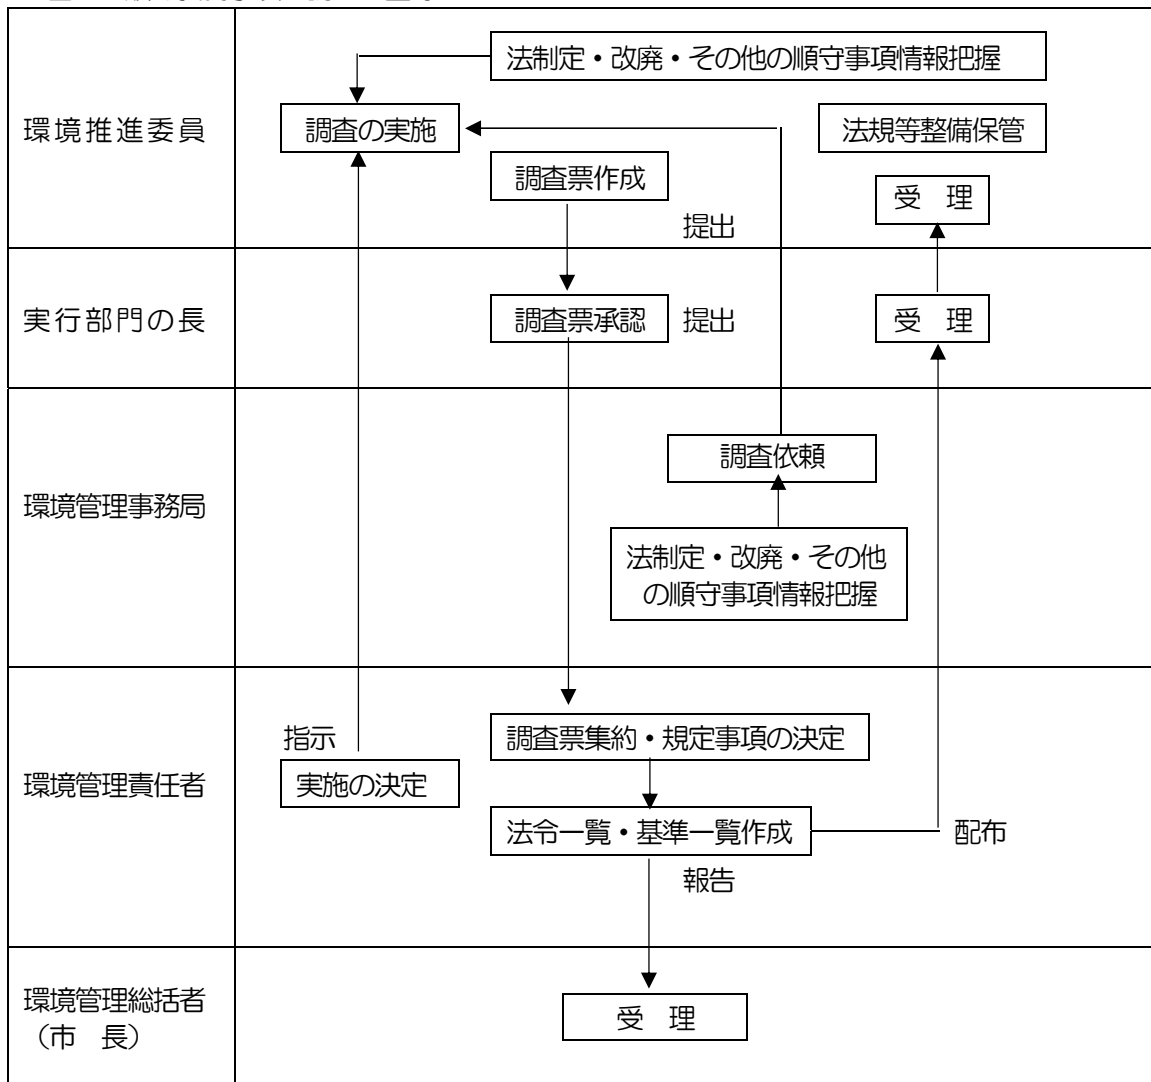 環境推進委員
法制定・改廃・その他の順守事項情報把握
調査の実施
法規等整備保管
調査票作成
受　理
提出
実行部門の長
調査票承認
提出
受　理
環境管理事務局
調査依頼
法制定・改廃・その他
の順守事項情報把握
環境管理責任者
指示
調査票集約・規定事項の決定
実施の決定
法令一覧・基準一覧作成
配布
報告
環境管理総括者
（市　長）
受　理